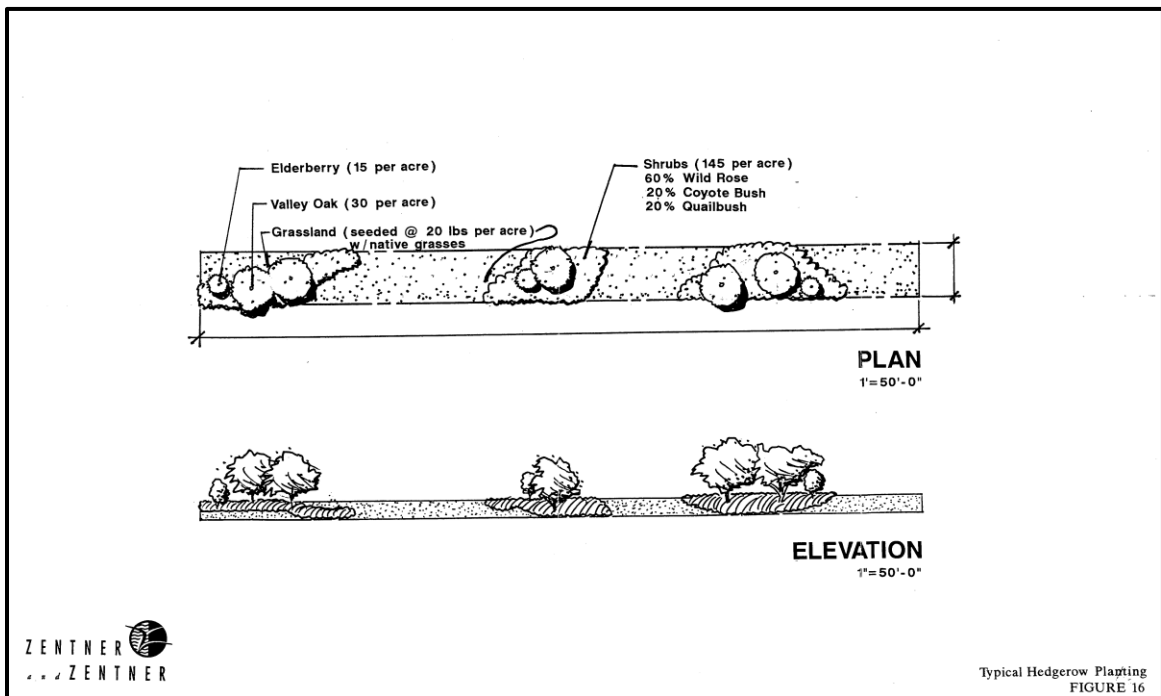 Elderberry (15 per acre)
Valley Oak (30 per acre)
Grassland (seeded @ 20 lbs per acre)
w/native grasses
Shrubs (145 per acre)
60% Wild Rose
20% Coyote Bush
20% Quailbush
PLAN
1'=50'-0"
ELEVATION
1"=50'-0"
ZENTNER
and ZENTNER
Typical Hedgerow Planting
FIGURE 16